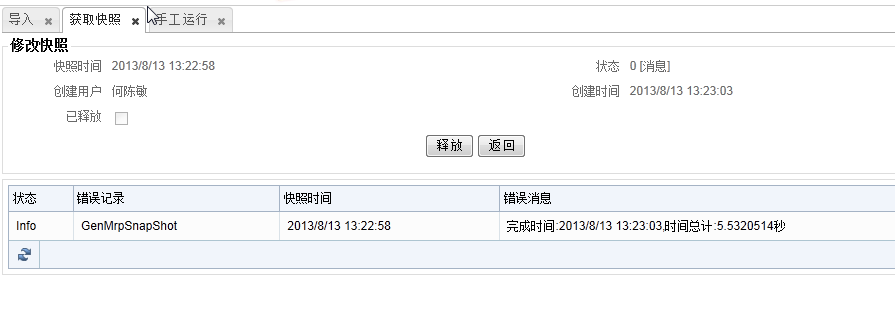 导入 获取快照 手工运行
修改快照
快照时间 2013/8/13 13:22:58 状态 0 [消息]
创建用户 何陈敏 创建时间 2013/8/13 13:23:03
已释放
释放 返回
状态 错误记录 快照时间 错误消息
Info GenMrpSnapShot 2013/8/13 13:22:58 完成时间:2013/8/13 13:23:03,时间总计:5.5320514秒